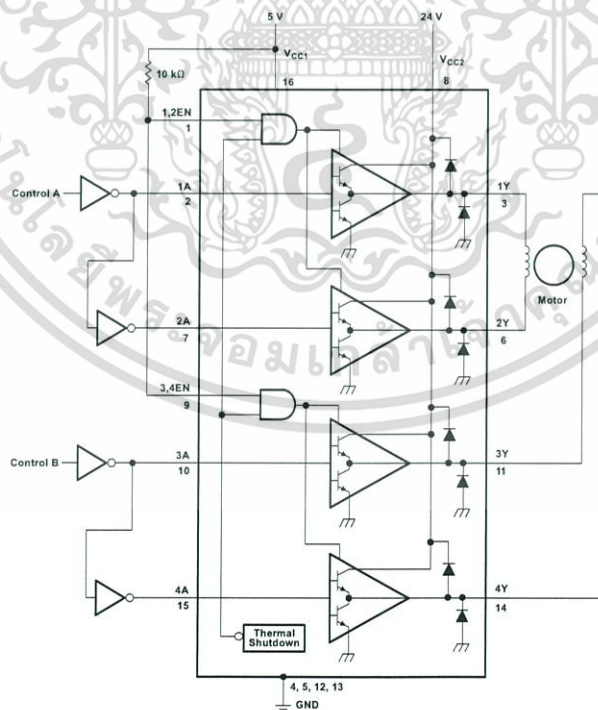 5 V
24 V
VCC1
VCC2
10 kΩ
16
8
1,2EN
1
Control A
1A
2
1Y
3
Motor
2A
7
2Y
6
3,4EN
9
Control B
3A
10
3Y
11
4A
15
4Y
14
Thermal
Shutdown
4, 5, 12, 13
GND